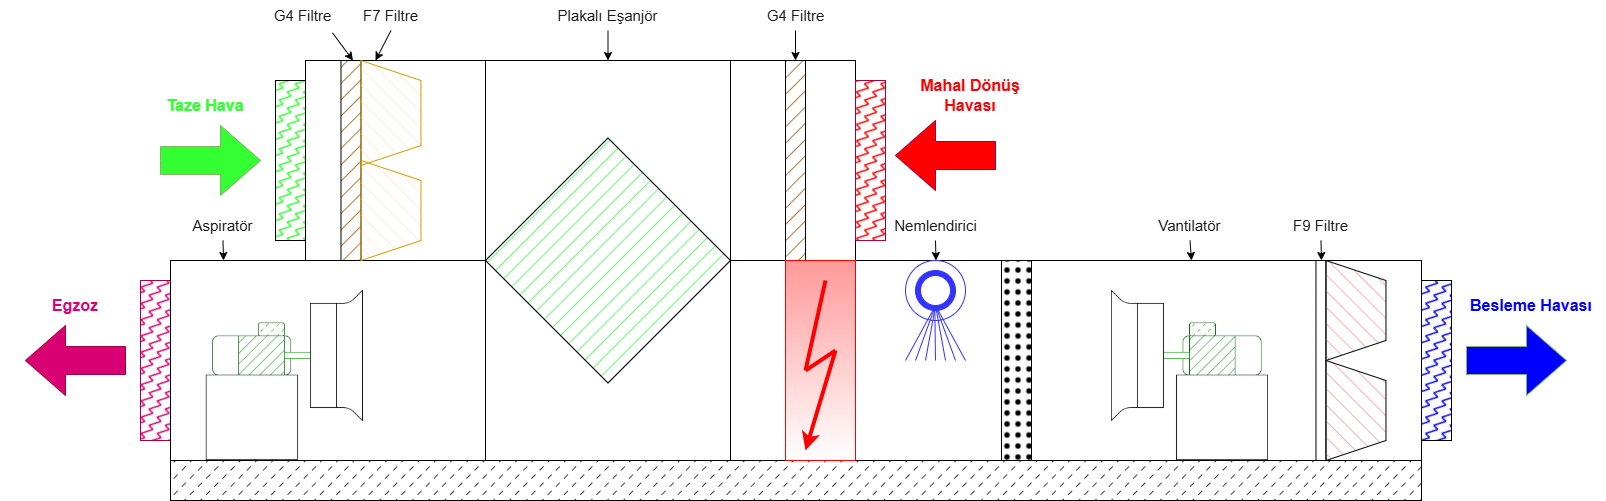 G4 Filtre
F7 Filtre
Plakalı Eşanjör
G4 Filtre
Taze Hava
Mahal Dönüş
Havası
Aspiratör
Nemlendirici
Vantilatör
F9 Filtre
Egzoz
Besleme Havası